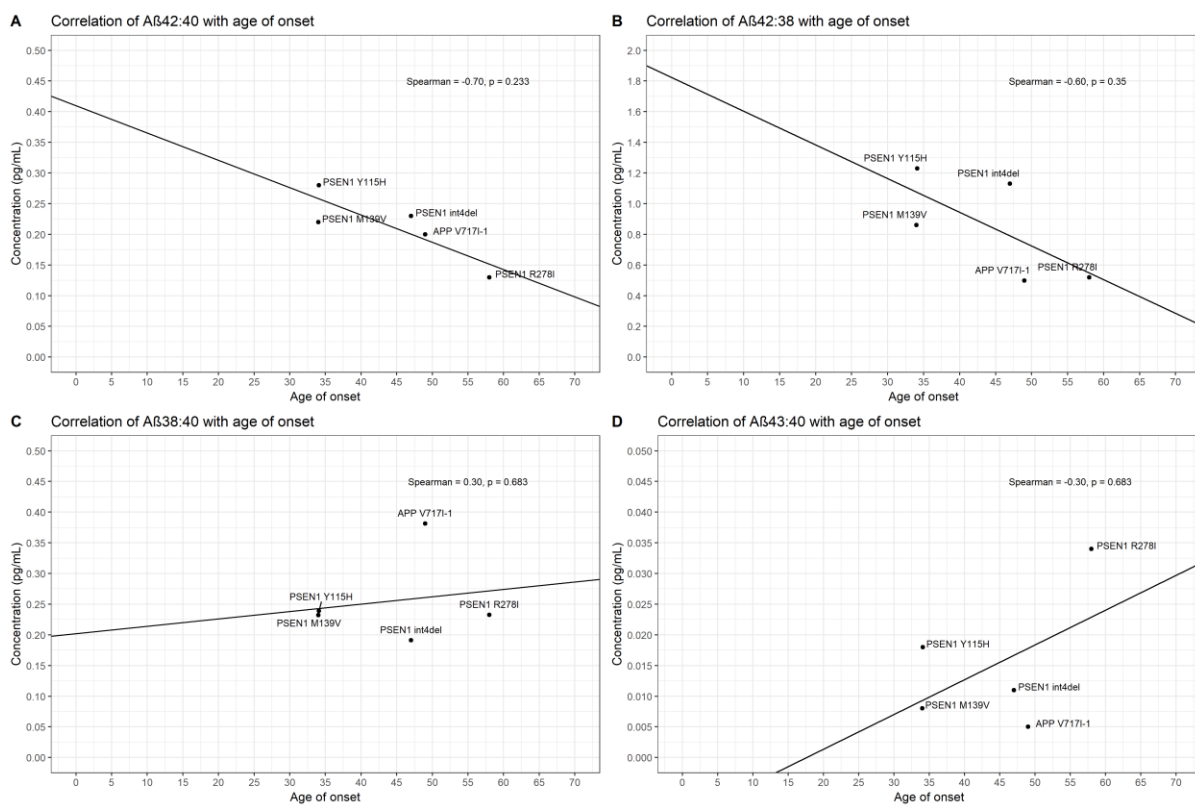 A Correlation of Aß42:40 with age of onset
Concentration (pg/mL)
0.50
0.45
0.40
0.35
0.30
0.25
0.20
0.15
0.10
0.05
0.00
Spearman = -0.70, p = 0.233
PSEN1 Y115H
PSEN1 M139V
PSEN1 int4del
APP V717I-1
PSEN1 R278I
0 5 10 15 20 25 30 35 40 45 50 55 60 65 70
Age of onset
B Correlation of Aß42:38 with age of onset
Concentration (pg/mL)
2.0
1.8
1.6
1.4
1.2
1.0
0.8
0.6
0.4
0.2
0.0
Spearman = -0.60, p = 0.35
PSEN1 Y115H
PSEN1 int4del
PSEN1 M139V
APP V717I-1
PSEN1 R278I
0 5 10 15 20 25 30 35 40 45 50 55 60 65 70
Age of onset
C Correlation of Aß38:40 with age of onset
Concentration (pg/mL)
0.50
0.45
0.40
0.35
0.30
0.25
0.20
0.15
0.10
0.05
0.00
Spearman = 0.30, p = 0.683
APP V717I-1
PSEN1 Y115H
PSEN1 M139V
PSEN1 R278I
PSEN1 int4del
0 5 10 15 20 25 30 35 40 45 50 55 60 65 70
Age of onset
D Correlation of Aß43:40 with age of onset
Concentration (pg/mL)
0.050
0.045
0.040
0.035
0.030
0.025
0.020
0.015
0.010
0.005
0.000
Spearman = -0.30, p = 0.683
PSEN1 R278I
PSEN1 Y115H
PSEN1 int4del
PSEN1 M139V
APP V717I-1
0 5 10 15 20 25 30 35 40 45 50 55 60 65 70
Age of onset